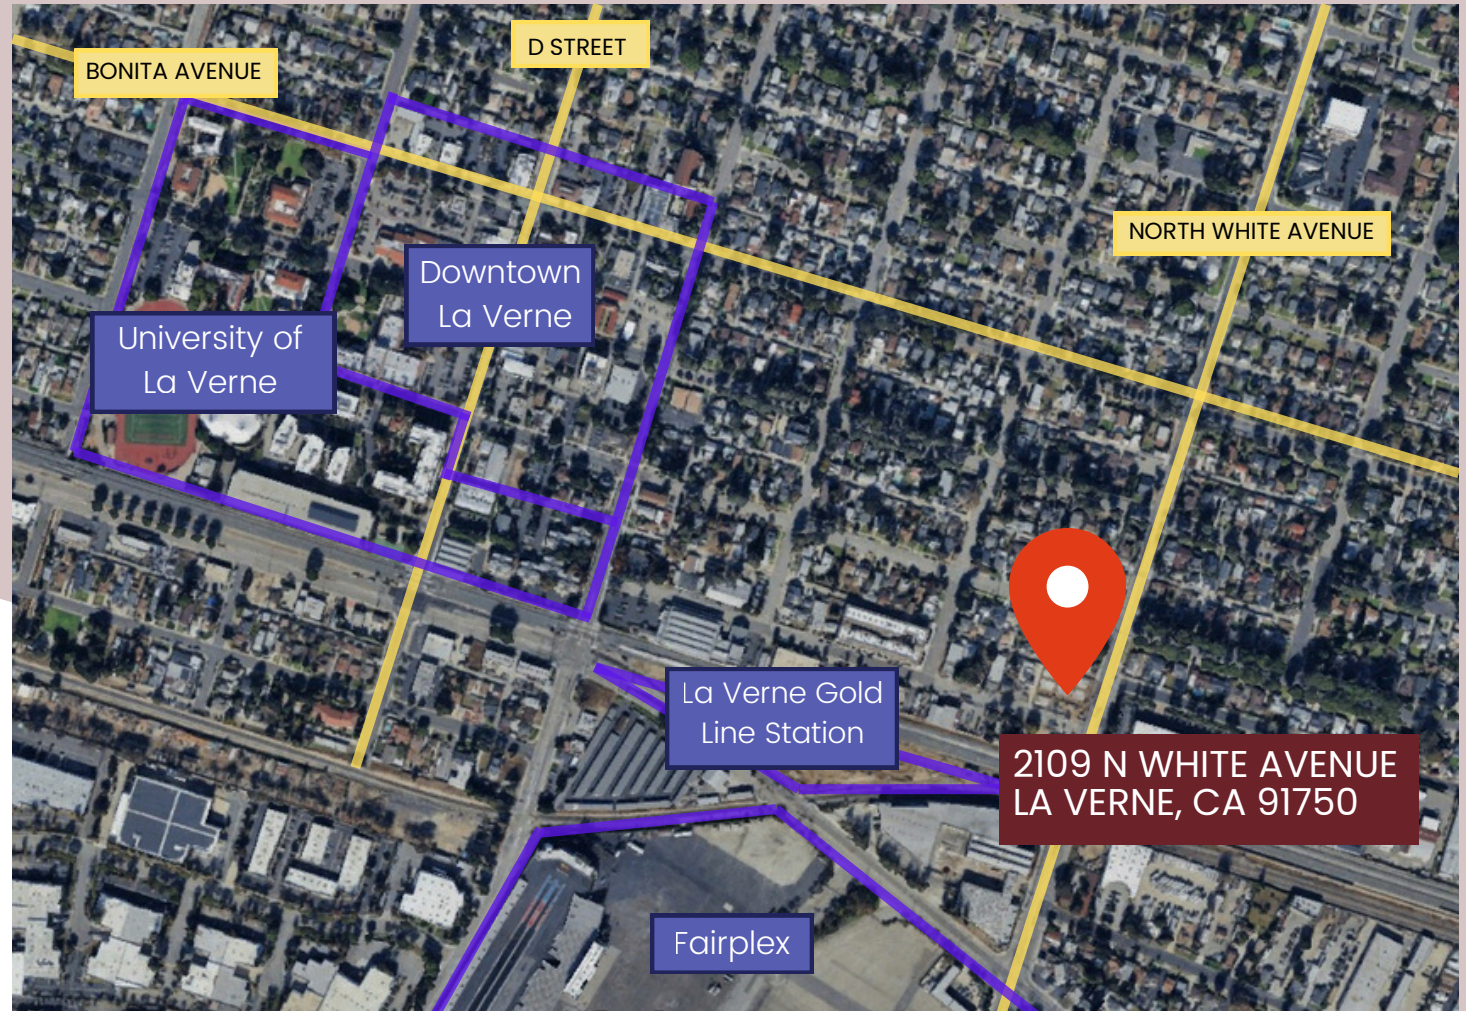 D STREET
BONITA AVENUE
NORTH WHITE AVENUE
Downtown
La Verne
University of
La Verne
La Verne Gold
Line Station
2109 N WHITE AVENUE
LA VERNE, CA 91750
Fairplex